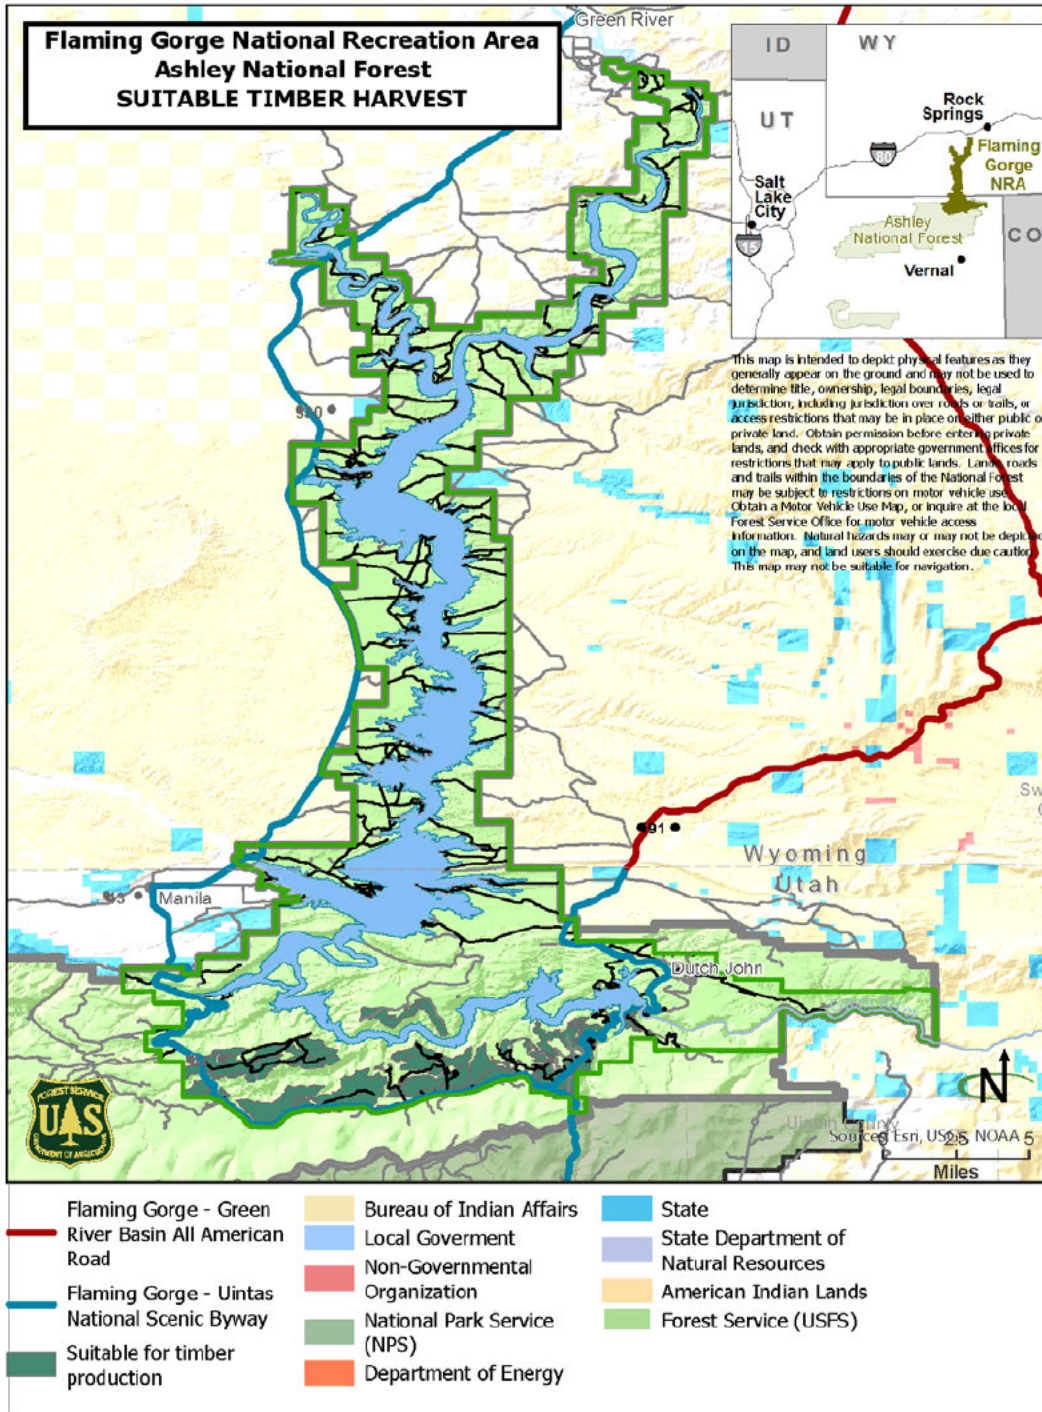 Flaming Gorge National Recreation Area
Ashley National Forest
SUITABLE TIMBER HARVEST
Green River
ID
WY
UT
Rock
Springs
80
Flaming
Gorge
NRA
Salt
Lake
City
15
Ashley
National Forest
CO
Vernal
This map is intended to depict physical features as they
generally appear on the ground and may not be used to
determine title, ownership, legal boundaries, legal
jurisdiction, including jurisdiction over roads or trails, or
access restrictions that may be in place on either public or
private land. Obtain permission before entering private
lands, and check with appropriate government offices for
restrictions that may apply to public lands. Lands, roads
and trails within the boundaries of the National Forest
may be subject to restrictions on motor vehicle use.
Obtain a Motor Vehicle Use Map, or inquire at the local
Forest Service Office for motor vehicle access
information. Natural hazards may or may not be depicted
on the map, and land users should exercise due caution.
This map may not be suitable for navigation.
191
Wyoming
Utah
Manila
Dutch John
N
FOREST SERVICE
UAS
DEPARTMENT OF AGRICULTURE
Uintah County
Sources: Esri, USGS, NOAA
2.5 5
Miles
Flaming Gorge - Green
River Basin All American
Road
Flaming Gorge - Uintas
National Scenic Byway
Suitable for timber
production
Bureau of Indian Affairs
Local Goverment
Non-Governmental
Organization
National Park Service
(NPS)
Department of Energy
State
State Department of
Natural Resources
American Indian Lands
Forest Service (USFS)